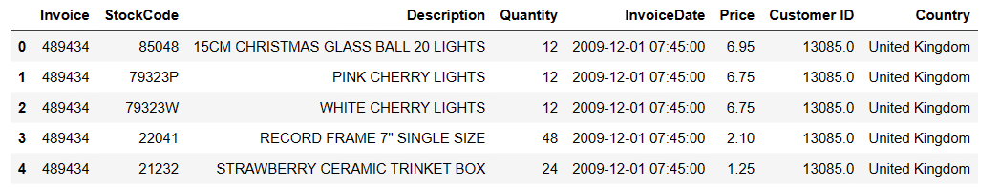 Invoice StockCode Description Quantity InvoiceDate Price Customer ID Country
0 489434 85048 15CM CHRISTMAS GLASS BALL 20 LIGHTS 12 2009-12-01 07:45:00 6.95 13085.0 United Kingdom
1 489434 79323P PINK CHERRY LIGHTS 12 2009-12-01 07:45:00 6.75 13085.0 United Kingdom
2 489434 79323W WHITE CHERRY LIGHTS 12 2009-12-01 07:45:00 6.75 13085.0 United Kingdom
3 489434 22041 RECORD FRAME 7" SINGLE SIZE 48 2009-12-01 07:45:00 2.10 13085.0 United Kingdom
4 489434 21232 STRAWBERRY CERAMIC TRINKET BOX 24 2009-12-01 07:45:00 1.25 13085.0 United Kingdom